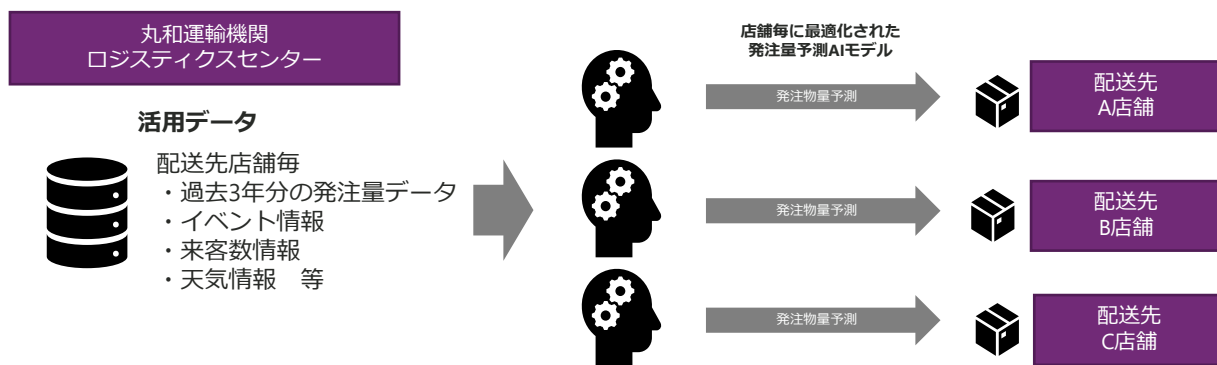 丸和運輸機関
ロジスティクスセンター
活用データ
配送先店舗毎
・過去3年分の発注量データ
・イベント情報
・来客数情報
・天気情報　等
店舗毎に最適化された
発注量予測AIモデル
発注物量予測
配送先
A店舗
発注物量予測
配送先
B店舗
発注物量予測
配送先
C店舗